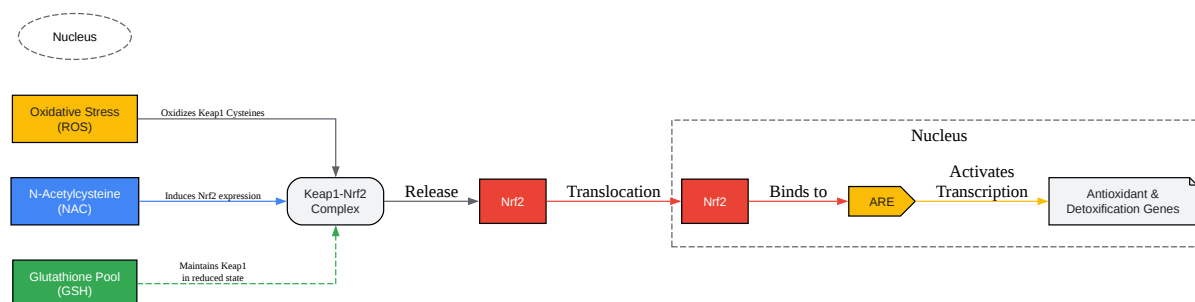 Nucleus
Oxidative Stress
(ROS)
Oxidizes Keap1 Cysteines
N-Acetylcysteine
(NAC)
Induces Nrf2 expression
Glutathione Pool
(GSH)
Maintains Keap1
in reduced state
Keap1-Nrf2
Complex
Release
Nrf2
Translocation
Nucleus
Nrf2
Binds to
ARE
Activates
Transcription
Antioxidant &
Detoxification Genes